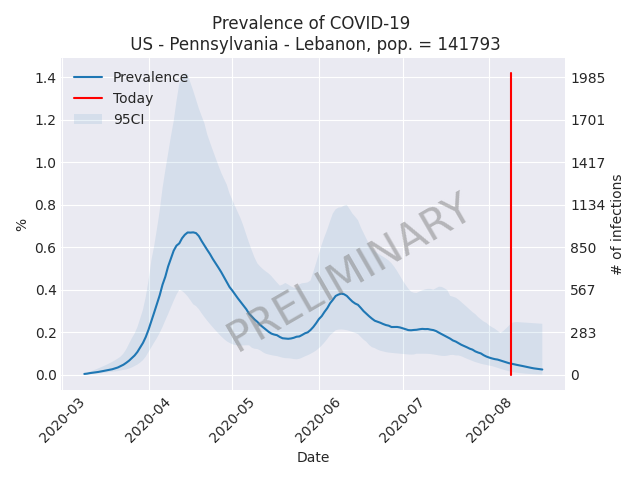 Prevalence of COVID-19
US - Pennsylvania - Lebanon, pop. = 141793
Prevalence
Today
95CI
1.4
1.2
1.0
0.8
0.6
0.4
0.2
0.0
%
1985
1701
1417
1134
850
567
283
0
# of infections
PRELIMINARY
2020-03
2020-04
2020-05
2020-06
2020-07
2020-08
Date